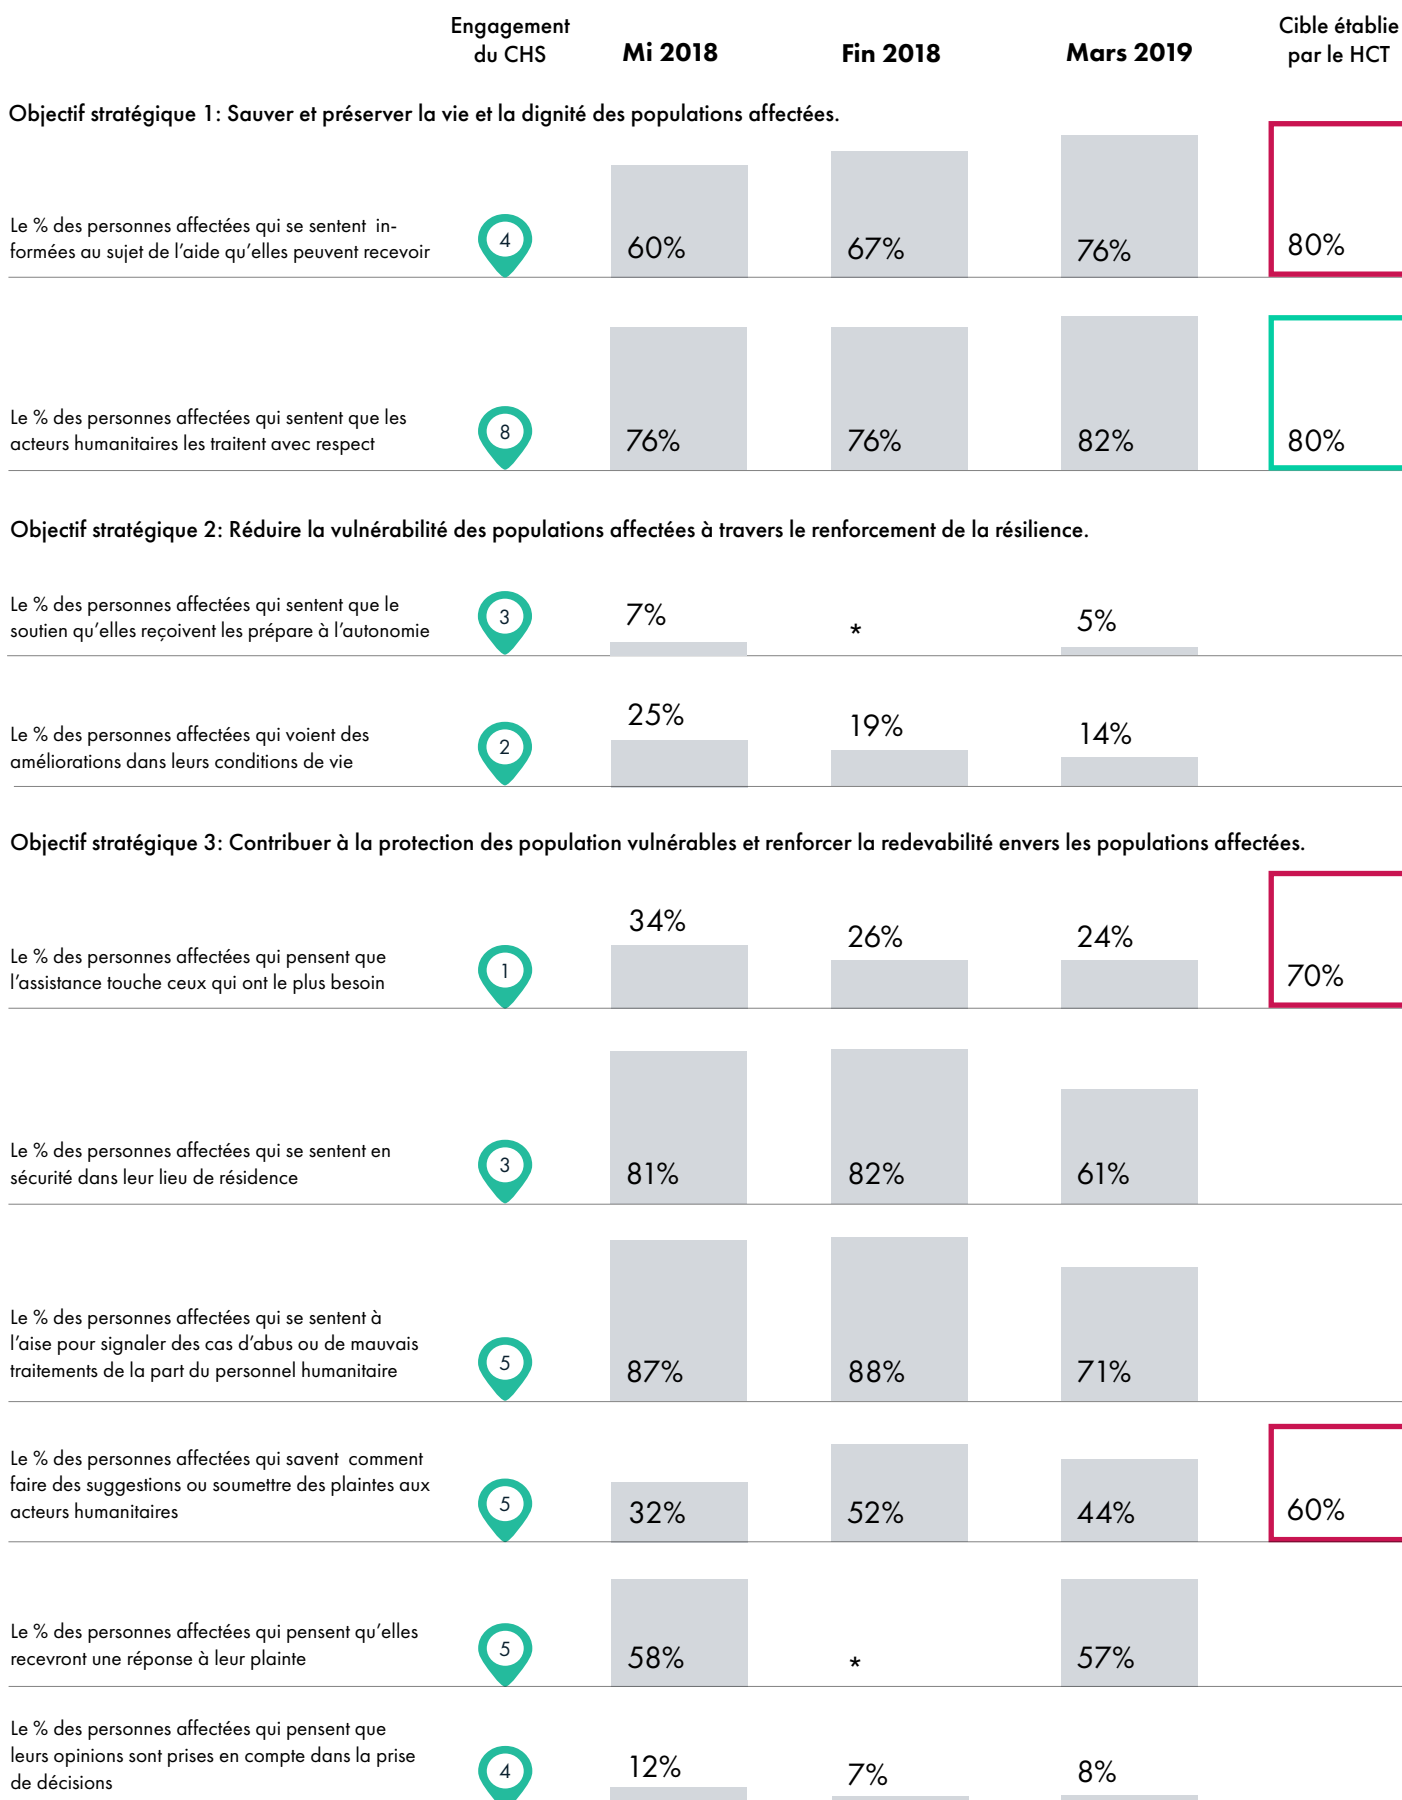 Engagement
du CHS
Mi 2018
Fin 2018
Mars 2019
Cible établie
par le HCT
Objectif stratégique 1: Sauver et préserver la vie et la dignité des populations affectées.
Le % des personnes affectées qui se sentent in-
formées au sujet de l'aide qu'elles peuvent recevoir
4
60%
67%
76%
80%
Le % des personnes affectées qui sentent que les
acteurs humanitaires les traitent avec respect
8
76%
76%
82%
80%
Objectif stratégique 2: Réduire la vulnérabilité des populations affectées à travers le renforcement de la résilience.
Le % des personnes affectées qui sentent que le
soutien qu'elles reçoivent les prépare à l'autonomie
3
7%
*
5%
Le % des personnes affectées qui voient des
améliorations dans leurs conditions de vie
2
25%
19%
14%
Objectif stratégique 3: Contribuer à la protection des population vulnérables et renforcer la redevabilité envers les populations affectées.
Le % des personnes affectées qui pensent que
l'assistance touche ceux qui ont le plus besoin
1
34%
26%
24%
70%
Le % des personnes affectées qui se sentent en
sécurité dans leur lieu de résidence
3
81%
82%
61%
Le % des personnes affectées qui se sentent à
l'aise pour signaler des cas d'abus ou de mauvais
traitements de la part du personnel humanitaire
5
87%
88%
71%
Le % des personnes affectées qui savent comment
faire des suggestions ou soumettre des plaintes aux
acteurs humanitaires
5
32%
52%
44%
60%
Le % des personnes affectées qui pensent qu'elles
recevront une réponse à leur plainte
5
58%
*
57%
Le % des personnes affectées qui pensent que
leurs opinions sont prises en compte dans la prise
de décisions
4
12%
7%
8%